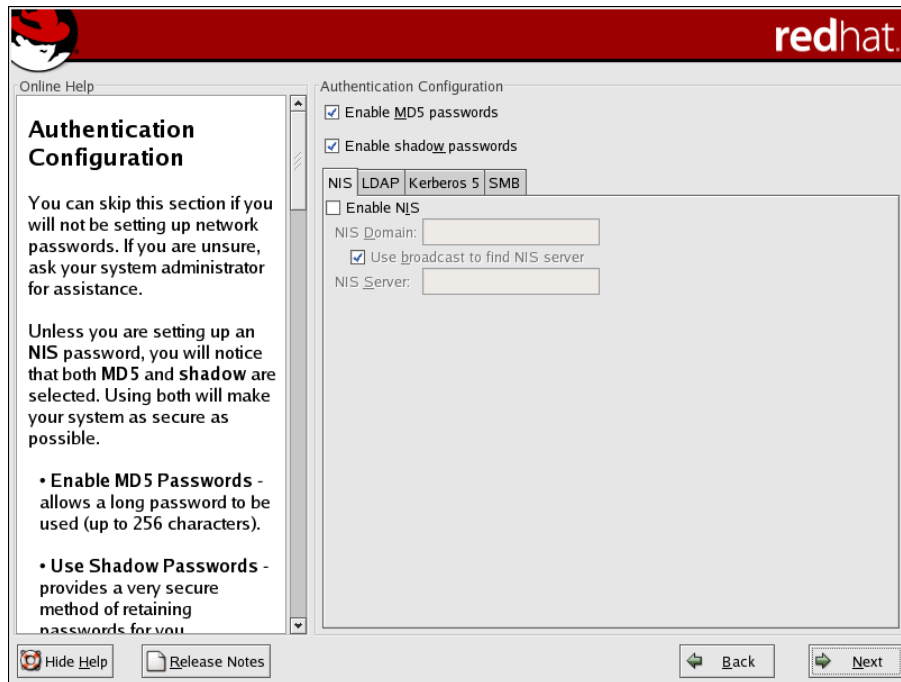 redhat.
Online Help
Authentication
Configuration
You can skip this section if you
will not be setting up network
passwords. If you are unsure,
ask your system administrator
for assistance.
Unless you are setting up an
NIS password, you will notice
that both MD5 and shadow are
selected. Using both will make
your system as secure as
possible.
• Enable MD5 Passwords -
allows a long password to be
used (up to 256 characters).
• Use Shadow Passwords -
provides a very secure
method of retaining
passwords for you
Authentication Configuration
Enable MD5 passwords
Enable shadow passwords
NIS LDAP Kerberos 5 SMB
Enable NIS
NIS Domain:
Use broadcast to find NIS server
NIS Server:
Hide Help Release Notes Back Next